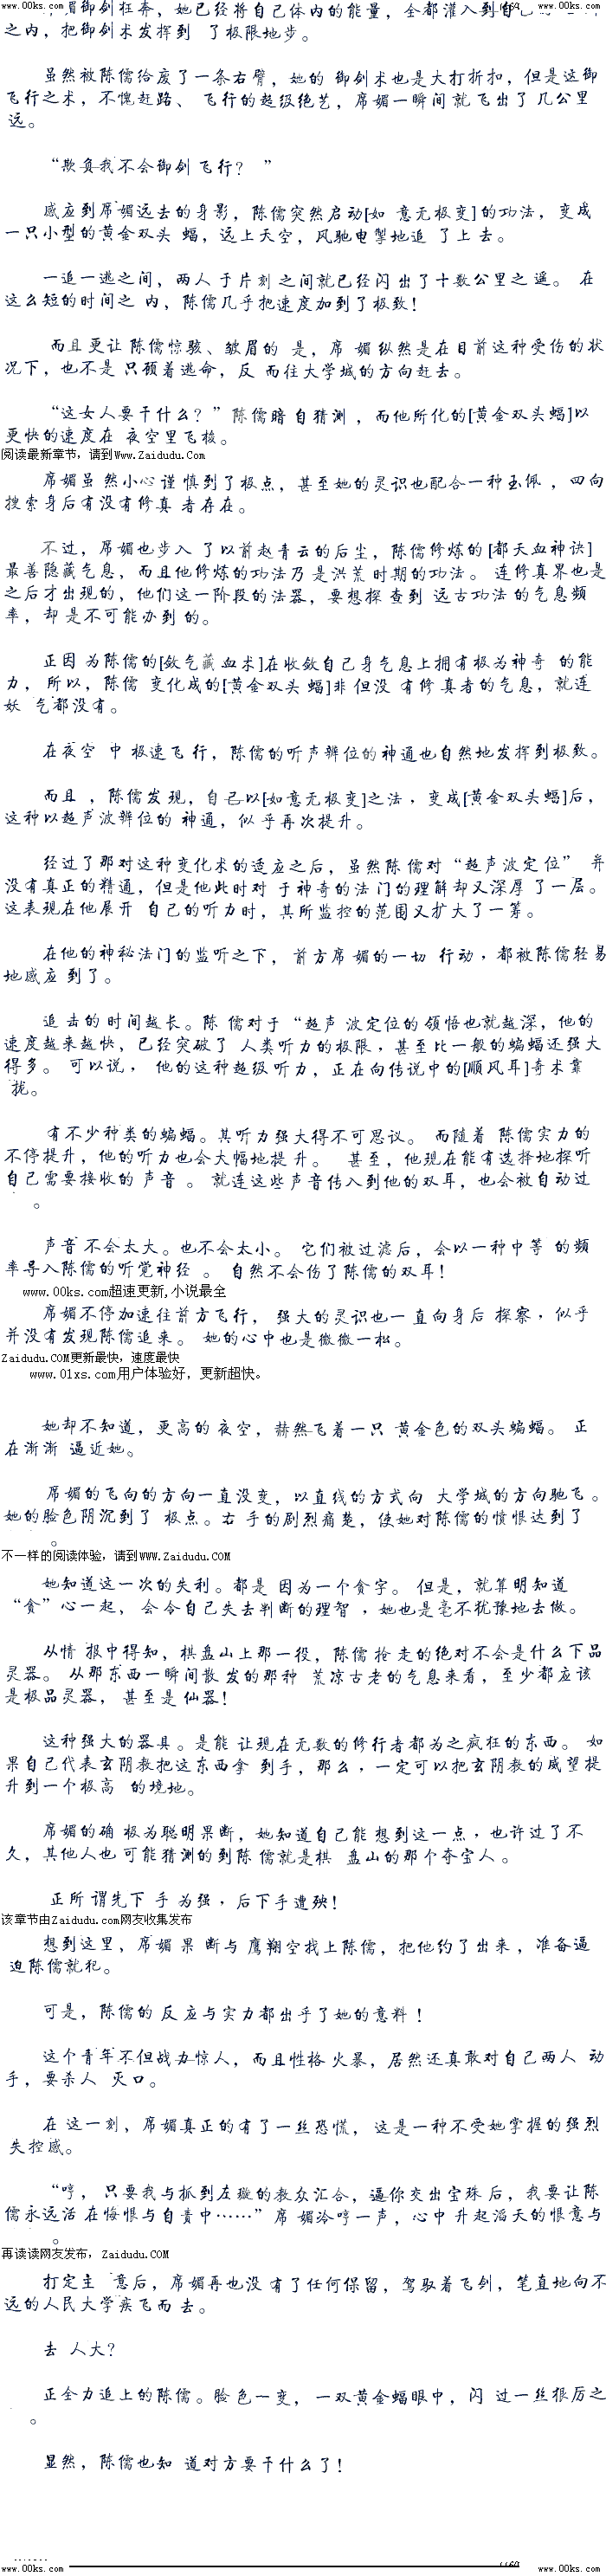 www.00ks.com www.00ks.com
眉御剑狂奔，她已经将自己体内的能量，全都灌入到自己
之内，把御剑术发挥到 了极限地步。
虽然被陈儒给废了一条右臂，她的 御剑术也是大打折扣，但是这御
飞行之术，不愧赶路、 飞行的超级绝艺，席媚一瞬间就飞出了几公里
远。
“欺负我不会御剑飞行？ ”
感应到席媚远去的身影，陈儒突然启动[如 意无极变]的功法，变成
一只小型的黄金双头 蝠，远上天空，风驰电掣地追 了上去。
一追一逃之间，两人于片刻之间就已经闪出了十数公里之遥。 在
这么短的时间之 内，陈儒几乎把速度加到了极致！
而且更让陈儒惊骇、皱眉的 是，席 媚纵然是在目前这种受伤的状
况下，也不是 只顾着逃命，反 而往大学城的方向赶去。
“这女人要干什么？”陈儒暗自猜测 ，而他所化的[黄金双头蝠]以
更快的速度在 夜空里飞梭。
阅读最新章节，请到Www.Zaidudu.Com
席媚虽然小心谨慎到了极点，甚至她的灵识也配合一种玉佩 ，四向
搜索身后有没有修真 者存在。
不过，席媚也步入 了以前赵青云的后尘，陈儒修炼的[都天血神诀]
最善隐藏气息，而且他修炼的功法乃是洪荒时期的功法。 连修真界也是
之后才出现的，他们这一阶段的法器，要想探 查到 远古功法的气息频
率，却是不可能办到 的。
正因 为陈儒的[敛气藏血术]在收敛自己身气息上拥有极为神奇 的能
力，所以，陈儒 变化成的[黄金双头 蝠]非但没 有修真者的气息，就连
妖 气都没有。
在夜空 中 极速飞行，陈儒的听声辨位的神通也自然地发挥到极致。
而且 ，陈儒发现，自己以[如意无极变]之法，变成[黄金双头蝠]后，
这种以超声波辨位的 神通，似乎再次提升。
经过了那对这种变化术的适应之后，虽然陈儒对“超声波定位” 并
没有真正的精通，但是他此时对于神奇的法门的理解却又深厚了一层。
这表现在他展开 自己的听力时，其所监控的范围又扩大了一筹。
在他的神秘法门的监听之下，前方席媚的一切 行动，都被陈儒轻易
地感应 到了。
追 击的时间越长。陈 儒对于“超声 波定位的领悟也就越深，他的
速度越来越快，已经突破了 人类听力的极限，甚至比一般的蝙蝠还强大
得多。 可以说， 他的这种超级听力，正在向传说中的[顺风耳]奇术靠
拢。
有不少种类的蝙蝠。其听力强大得不可思议。 而随着 陈儒实力的
不停提升，他的听力也会大幅地提升。 甚至，他现在能有选择地探听
自己需要接收的声音 。 就连这些声音传入到他的双耳，也会被自动过
。
声音不会太大。也不会太小。 它们被过滤后，会以一种中等 的频
率导入陈儒的听觉神经 。 自然不会伤了陈儒的双耳！
www.00ks.com超速更新,小说最全
席媚不停加速往前方飞行， 强大的灵识也一直向身后 探察，似乎
并没有发现陈儒追来。 她的心中也是微微一松。
Zaidudu.COM更新最快，速度最快
www.01xs.com用户体验好，更新超快。
她却不知道，更高的夜空，赫然飞着一只 黄金色的双头蝙蝠。 正
在渐渐 逼近她。
席媚的飞向的方向一直没变，以直线的方式向 大学城的方向驰飞。
她的脸色阴沉到了 极点。右手的剧烈痛楚，使她对陈儒的愤恨达到了
。
不一样的阅读体验，请到WWW.ZaiDuDu.COM
她知道这一次的失利。都是 因为一个贪字。 但是，就算明知道
“贪”心一起， 会令自己失去判断的理智 ，她也是毫不犹豫地去做。
从情 报中得知，棋盘山上那一役，陈儒抢走的绝对不会是什么下品
灵器。 从那东西一瞬间散发的那种 荒凉古老的气息来看，至少都应该
是极品灵器， 甚至是仙器！
这种强大的器具。是能让现在无数的修行者都为之疯狂的东西。 如
果自己代表玄阴教把这东西拿 到手，那么，一定可以把玄阴教的威望提
升到一个极高 的境地。
席媚的确 极为聪明果断，她知道自己能想到这一点，也许过了不
久，其他人也可能猜测的到陈儒就是棋 盘山的那个夺宝人。
正所 谓先下 手 为强，后下手遭殃！
该章节由Zaidudu.com网友收集发布
想到这里，席媚 果 断与 鹰翔空找上陈儒，把他约了出来，准备逼
迫陈儒就犯。
可是，陈儒的 反应与实力都出乎了她的意料！
这个青年不但战力惊人，而且性格 火暴，居然还真敢对自己两人 动
手，要杀人 灭口。
在 这一刻，席媚真正的有了一丝恐慌，这是一种不受她掌握的强烈
失控感。
“哼， 只要我与抓到左璇的教众汇合，逼你交出宝珠后，我要让陈
儒永远活 在悔恨与自责中……”席 媚冷哼一声，心中 升起滔天的恨意与
。
再读读网友发布，Zaidudu.COM
打定主 意后，席媚再也没有了任何保留，驾驭着飞剑，笔直地向不
远的人民大学疾飞而去。
去 人大？
正全力追上的陈儒。脸色一变，一双黄金蝠眼中，闪 过一丝狠厉之
。
显然，陈儒也知 道对方要干什么了！
www.00ks.com www.00ks.com